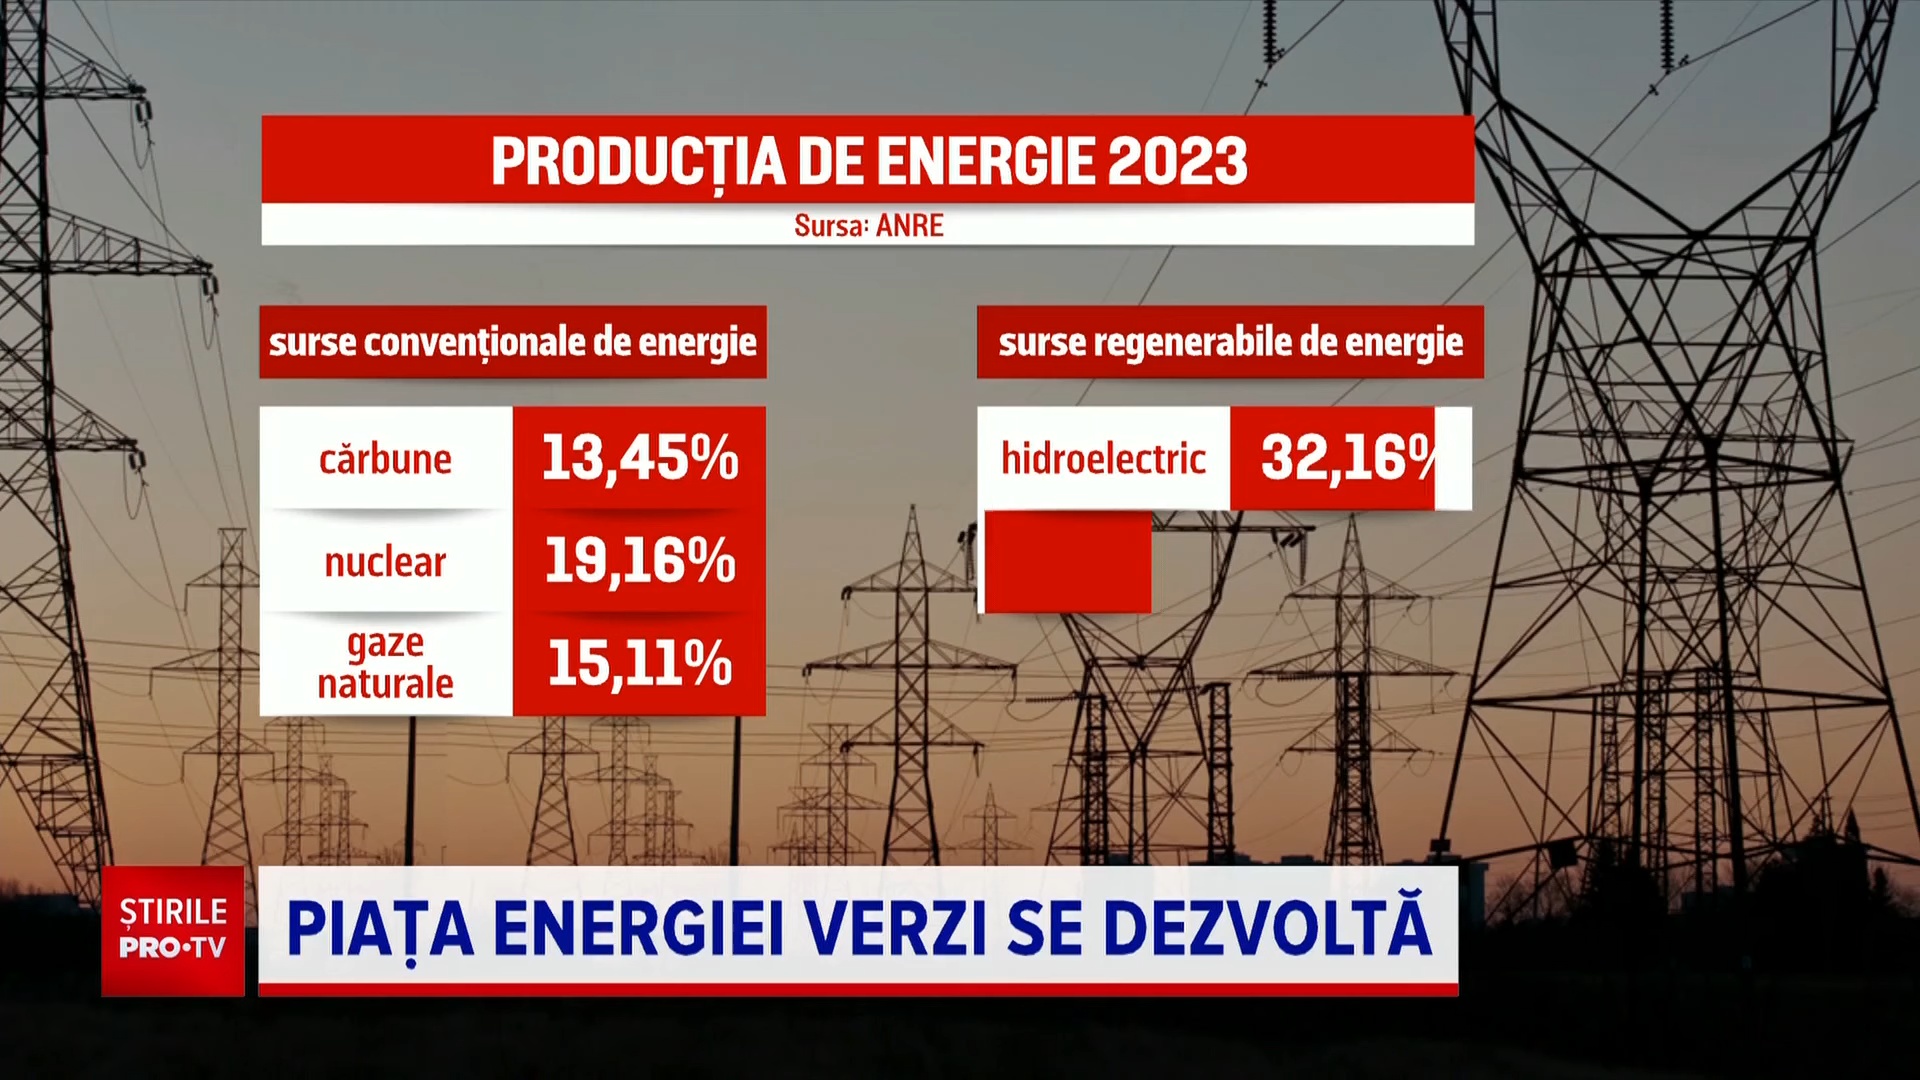 PRODUCȚIA DE ENERGIE 2023
Sursa: ANRE
surse convenționale de energie
cărbune 13,45%
nuclear 19,16%
gaze
naturale 15,11%
surse regenerabile de energie
hidroelectric 32,16%
ȘTIRILE
PRO•TV
PIAȚA ENERGIEI VERZI SE DEZVOLTĂ